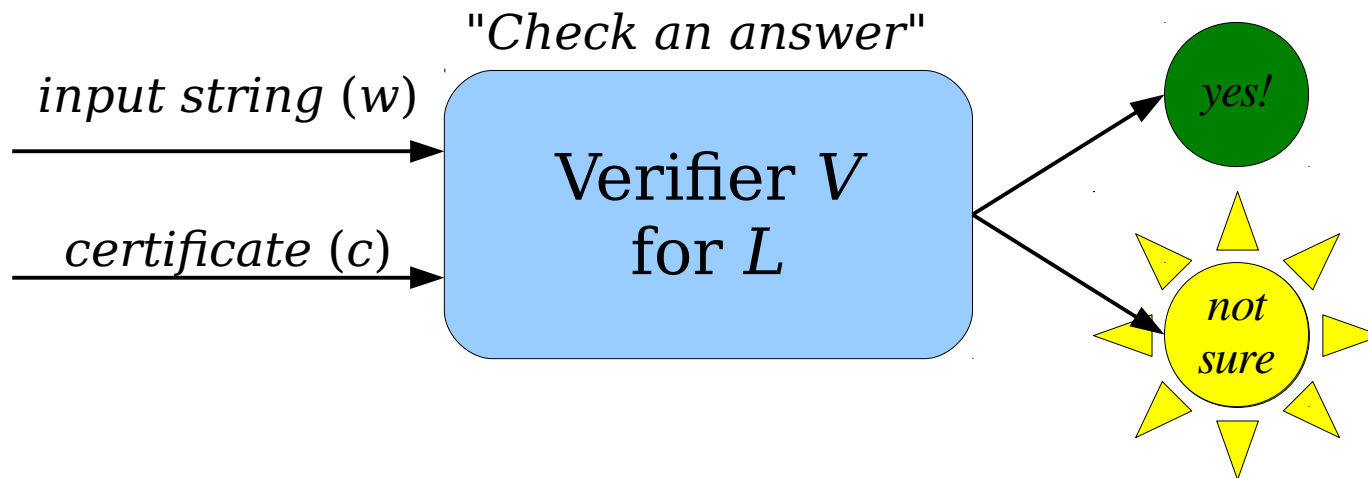 "Check an answer"
input string (w)
certificate (c)
Verifier V
for L
yes!
not
sure